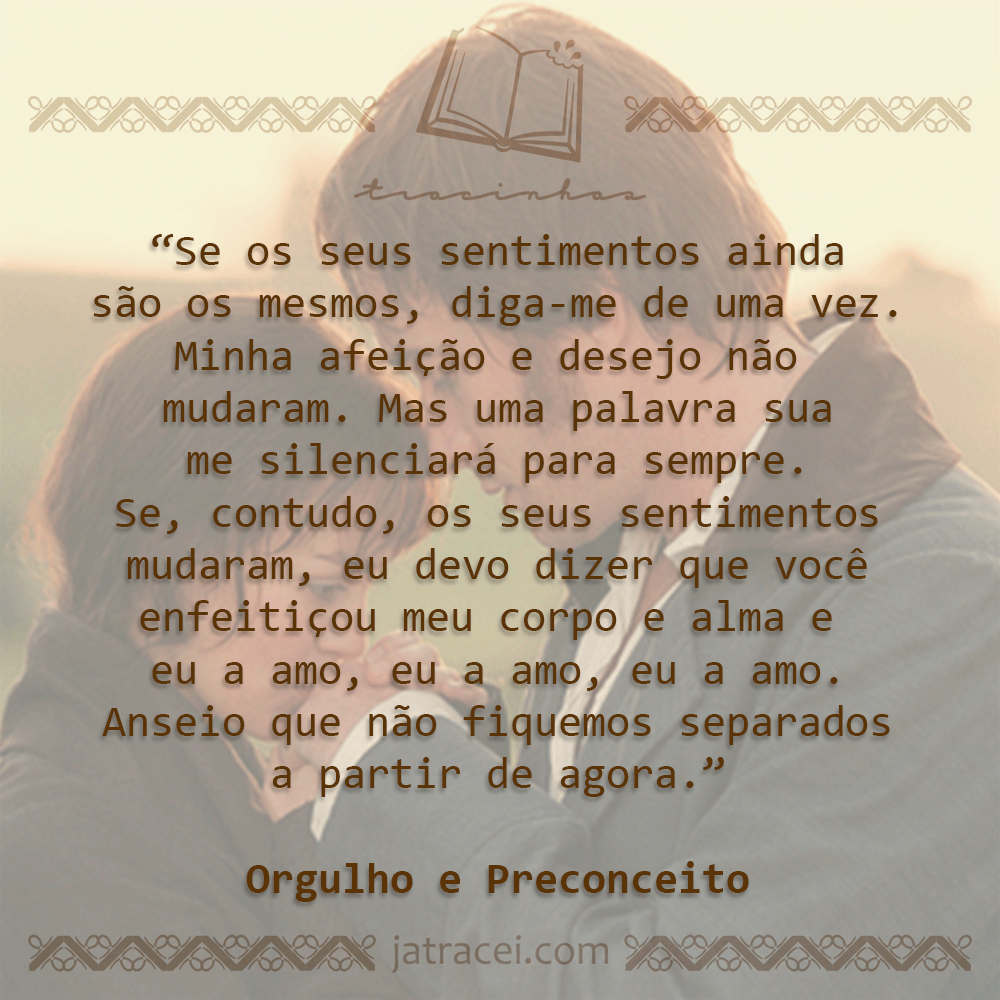 tracinhas
“Se os seus sentimentos ainda
são os mesmos, diga-me de uma vez.
Minha afeição e desejo não
mudaram. Mas uma palavra sua
me silenciará para sempre.
Se, contudo, os seus sentimentos
mudaram, eu devo dizer que você
enfeitiçou meu corpo e alma e
eu a amo, eu a amo, eu a amo.
Anseio que não fiquemos separados
a partir de agora.”
Orgulho e Preconceito
jatracei.com